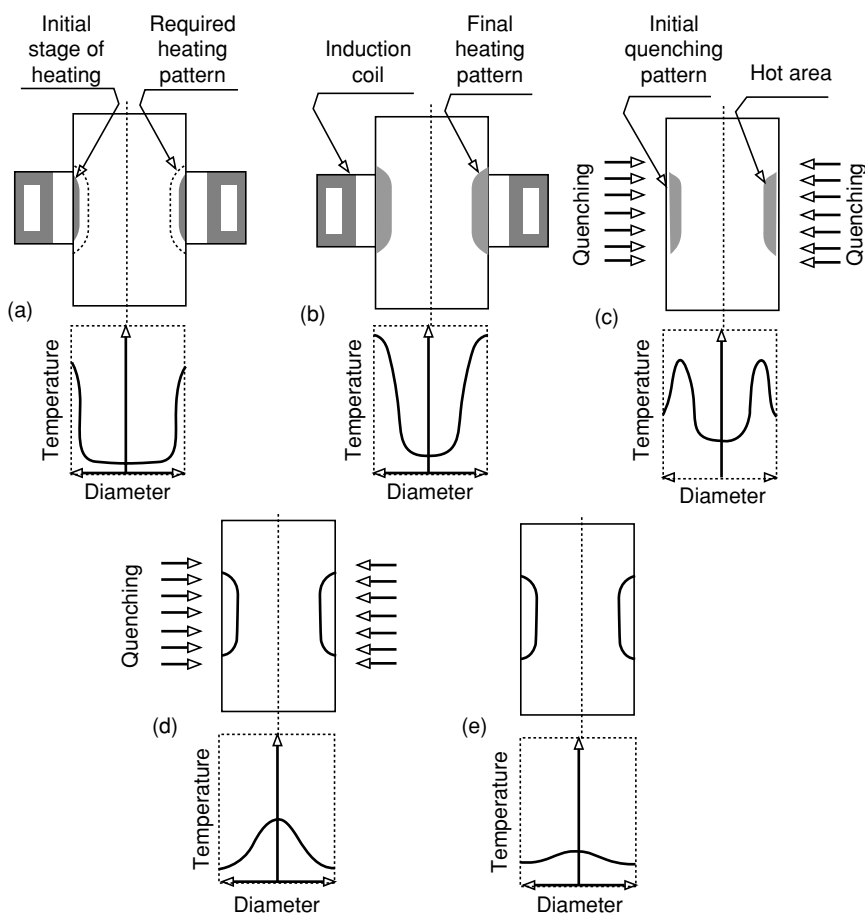 Initial
stage of
heating
Required
heating
pattern
Induction
coil
Final
heating
pattern
Initial
quenching
pattern
Hot area
Quenching
Quenching
(a)
(b)
(c)
Temperature
Diameter
Temperature
Diameter
Temperature
Diameter
Quenching
(d)
(e)
Temperature
Diameter
Temperature
Diameter